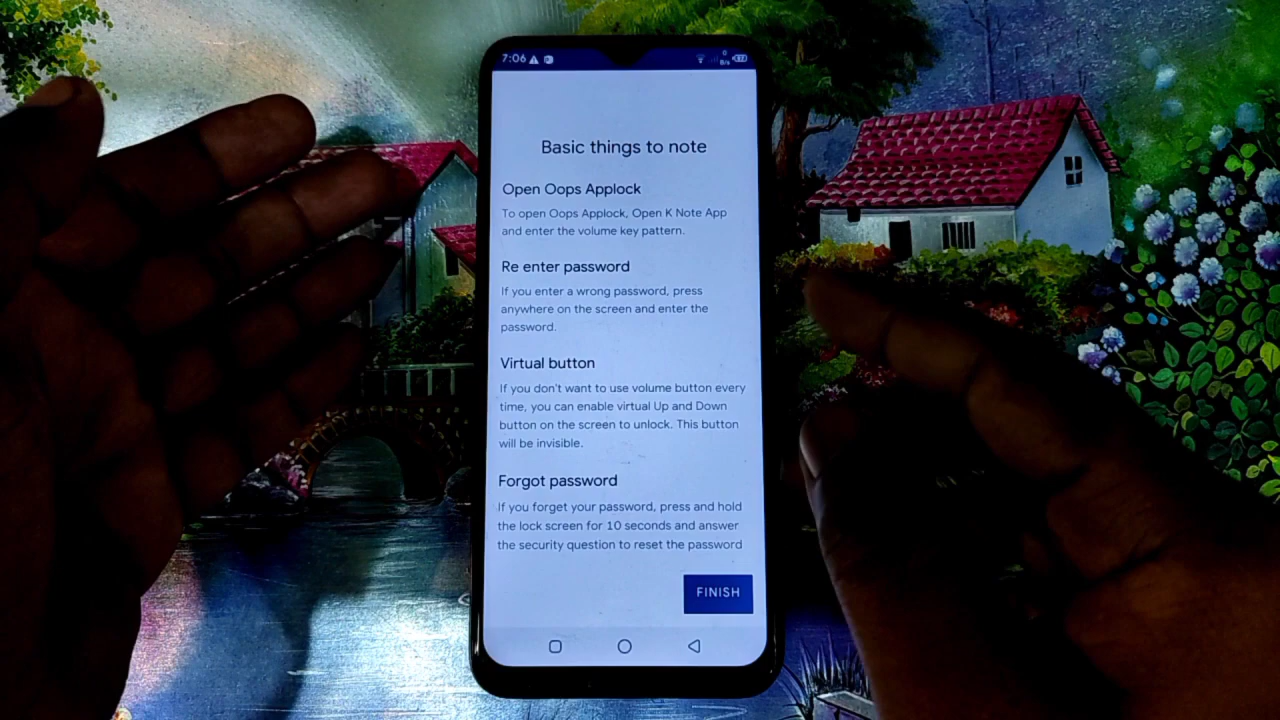 7:06
0
B/s
Basic things to note
Open Oops Applock
To open Oops Applock, Open K Note App
and enter the volume key pattern.
Re enter password
If you enter a wrong password, press
anywhere on the screen and enter the
password.
Virtual button
If you don't want to use volume button every
time, you can enable virtual Up and Down
button on the screen to unlock. This button
will be invisible.
Forgot password
If you forget your password, press and hold
the lock screen for 10 seconds and answer
the security question to reset the password
FINISH